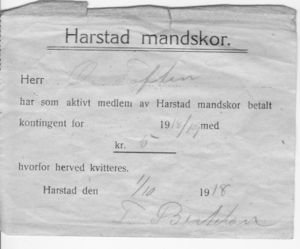 Harstad mandskor.
Herr
har som aktivt medlem av Harstad mandskor betalt
kontingent for 1918/19 med
kr. 5
hvorfor herved kvitteres.
Harstad den 1/10 1918